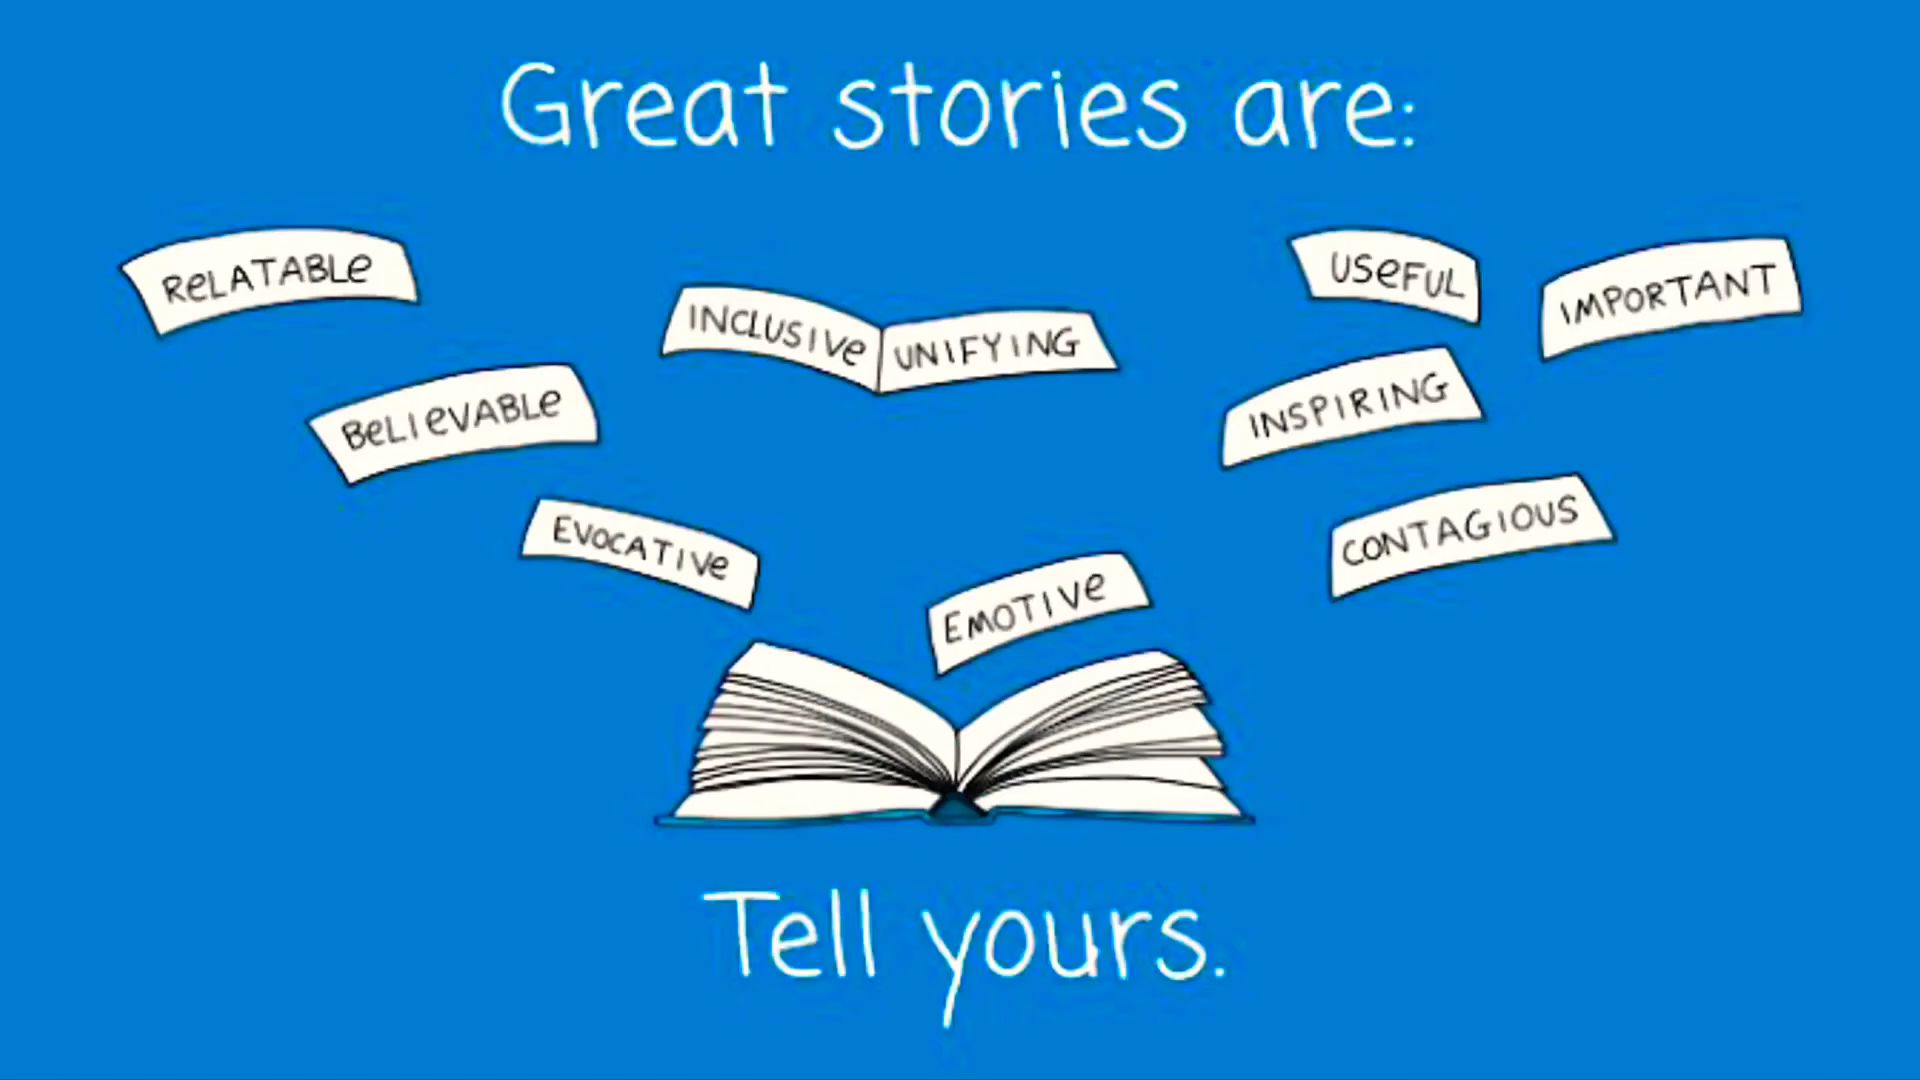 Great stories are:
RELATABLE
USEFUL
IMPORTANT
INCLUSIVE UNIFYING
BELIEVABLE
INSPIRING
EVOCATIVE
CONTAGIOUS
EMOTIVE
Tell yours.